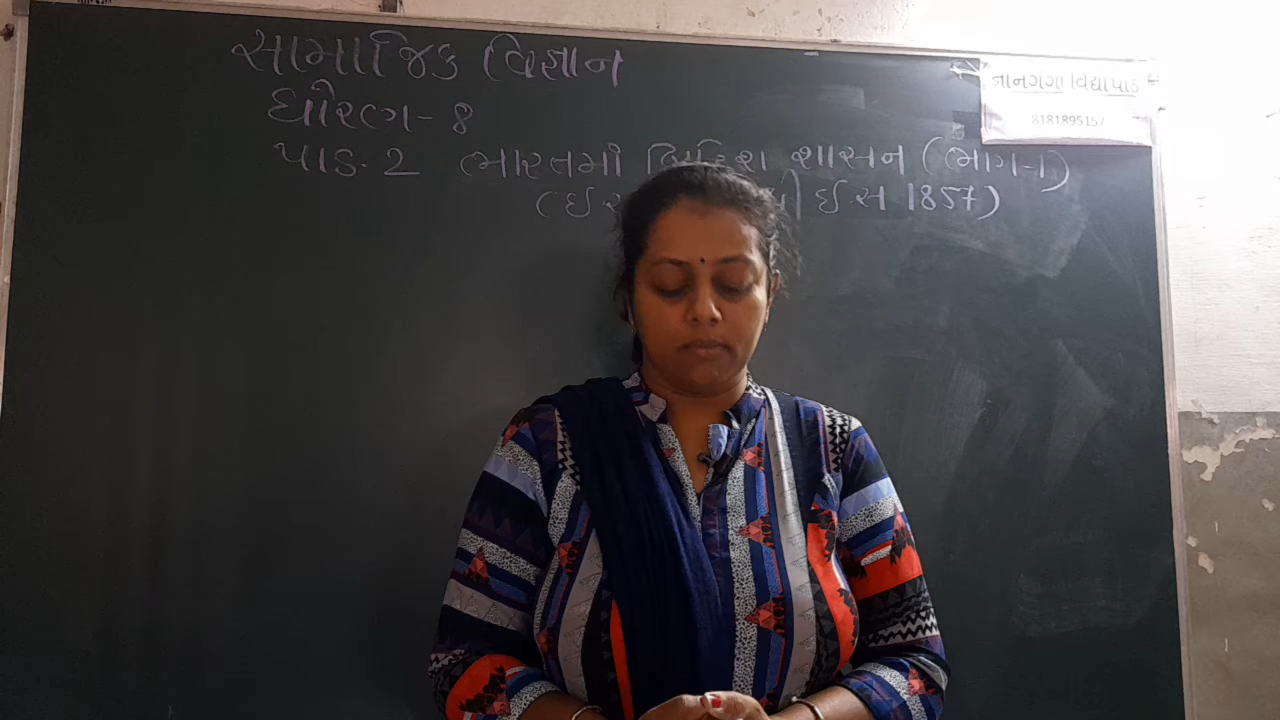 સામાજિક વિજ્ઞાન
ધોરણ - 8
પાઠ. 2 ભારતમાં બ્રિટિશ શાસન (ભાગ-1)
ઈ.સ 1857)
જ્ઞાનગંગા વિદ્યાપીઠ
8181895157